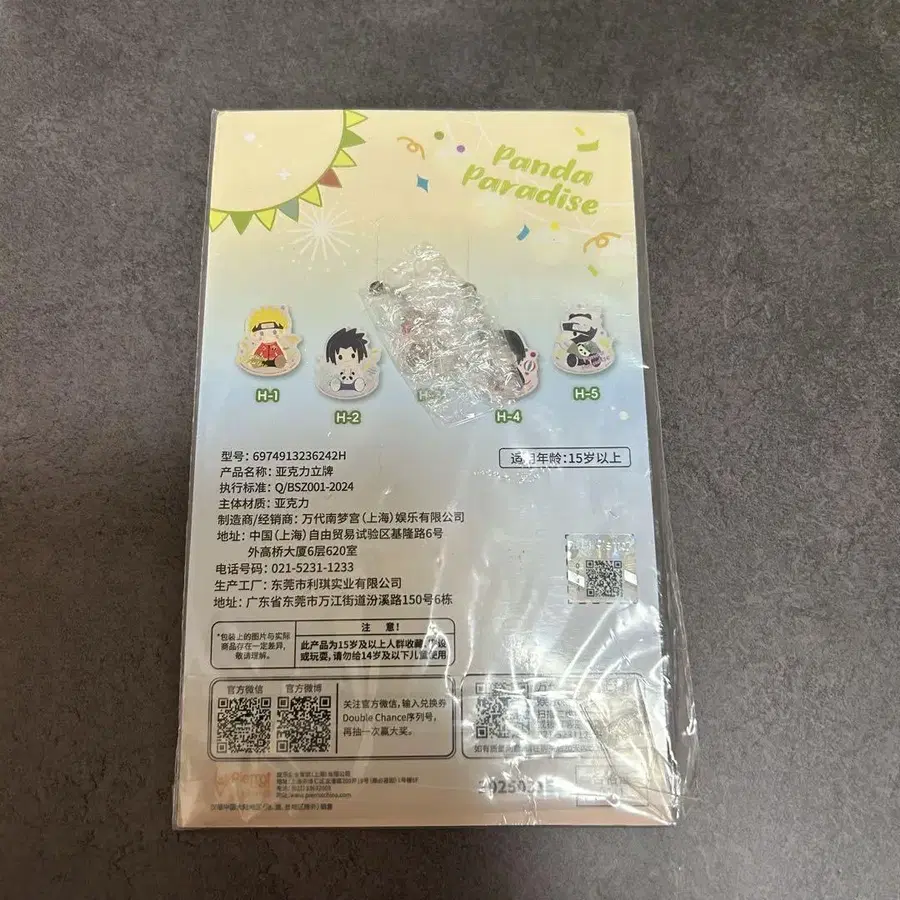 Panda
Paradise
H-1
H-2
H-4
H-5
型号：6974913236242H
适用年龄：15岁以上
产品名称：亚克力立牌
执行标准：Q/BSZ001-2024
主体材质：亚克力
制造商/经销商：万代南梦宫（上海）娱乐有限公司
地址：中国（上海）自由贸易试验区基隆路6号
外高桥大厦6层620室
电话号码：021-5231-1233
生产工厂：东莞市利琪实业有限公司
地址：广东省东莞市万江街道汾溪路150号6栋
*包装上的图片与实际
商品存在一定差异，
敬请理解。
注 意！
此产品为15岁及以上人群收藏、摆设
或玩耍，请勿给14岁及以下儿童使用
官方微信
官方微博
关注官方微信，输入兑换券
Double Chance序列号，
再抽一次赢大奖。
Pierrot